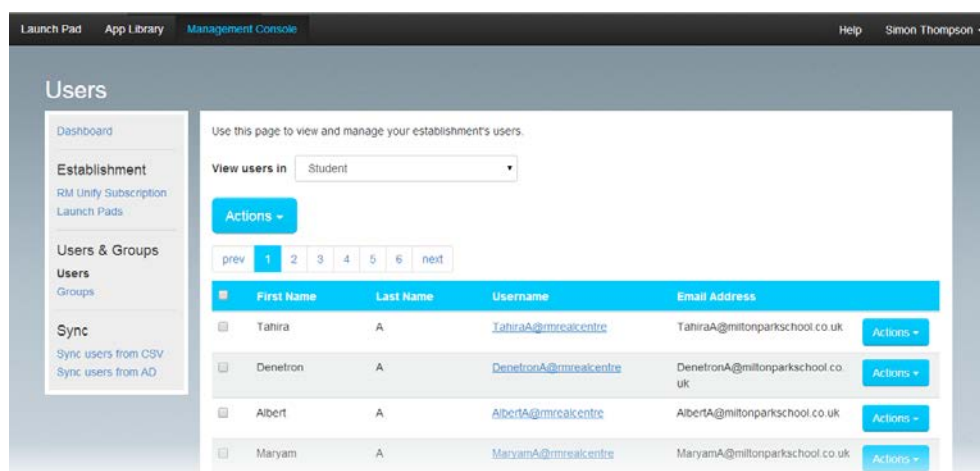 Launch Pad App Library Management Console Help Simon Thompson
Users
Dashboard
Establishment
RM Unify Subscription
Launch Pads
Users & Groups
Users
Groups
Sync
Sync users from CSV
Sync users from AD
Use this page to view and manage your establishment's users.
View users in Student
Actions
prev 1 2 3 4 5 6 next
First Name Last Name Username Email Address
Tahira A TahiraA@rmrealcentre TahiraA@miltonparkschool.co.uk Actions
Denetron A DenetronA@rmrealcentre DenetronA@miltonparkschool.co.
uk Actions
Albert A AlbertA@rmrealcentre AlbertA@miltonparkschool.co.uk Actions
Maryam A MaryamA@rmrealcentre MaryamA@miltonparkschool.co.uk Actions